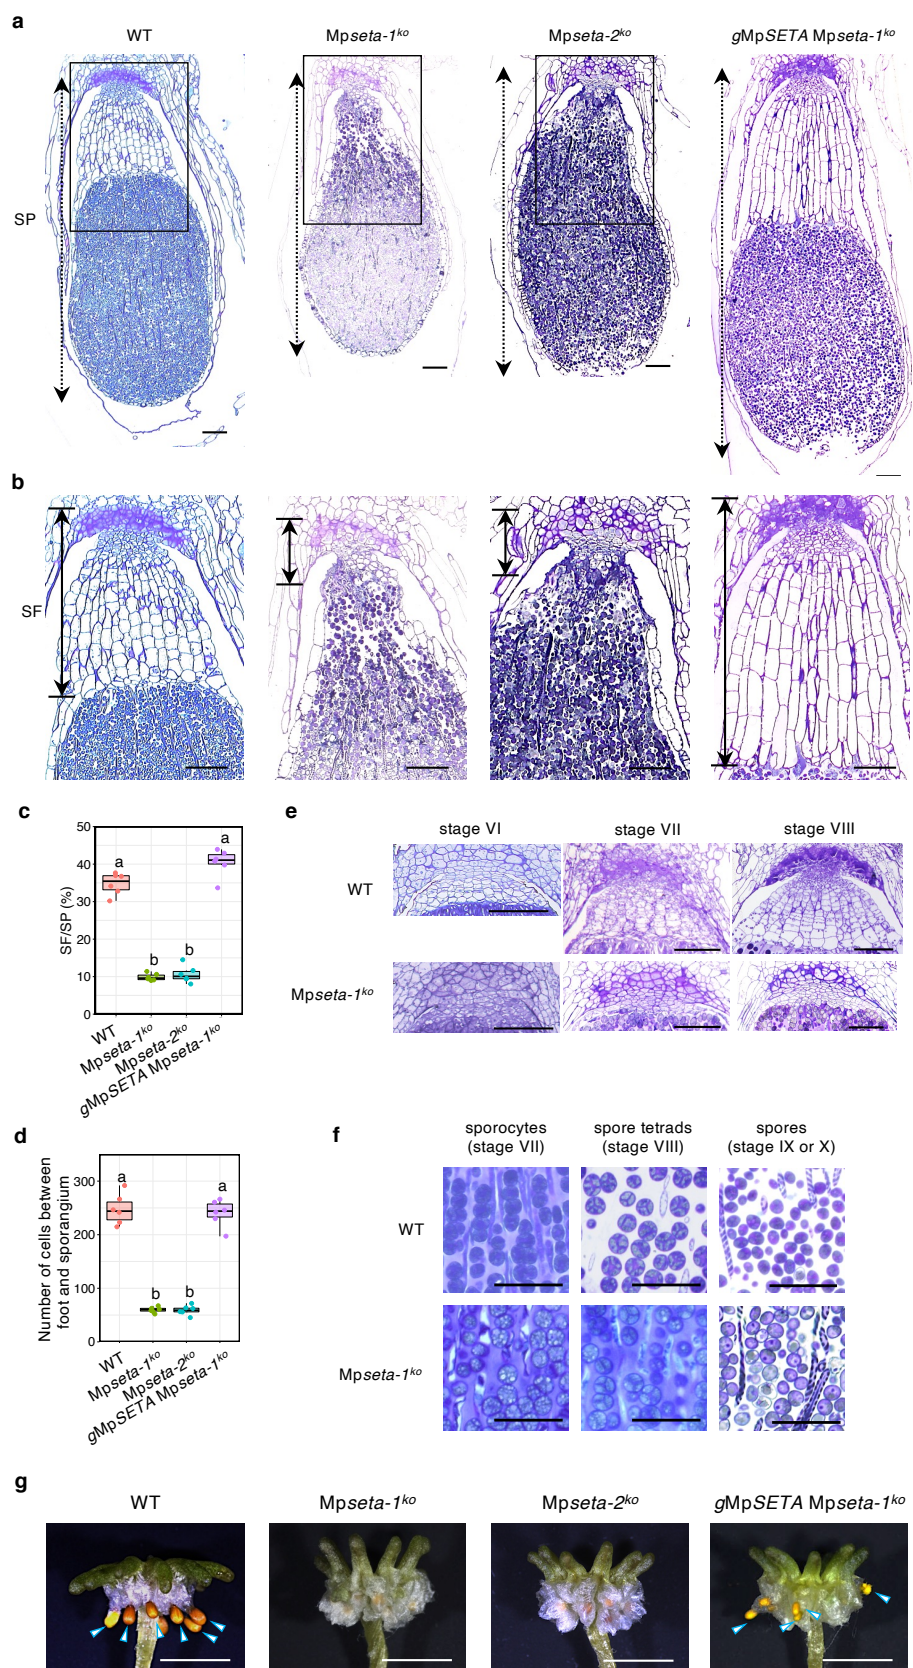 a
WT
Mpseta-1ko
Mpseta-2ko
gMpSETA Mpseta-1ko
SP
b
SF
c
50
40
30
20
10
0
SF/SP (%)
a
b
b
a
WT
Mpseta-1ko
Mpseta-2ko
gMpSETA Mpseta-1ko
d
300
200
100
0
Number of cells between
foot and sporangium
a
b
b
a
WT
Mpseta-1ko
Mpseta-2ko
gMpSETA Mpseta-1ko
e
stage VI
stage VII
stage VIII
WT
Mpseta-1ko
f
sporocytes
(stage VII)
spore tetrads
(stage VIII)
spores
(stage IX or X)
WT
Mpseta-1ko
g
WT
Mpseta-1ko
Mpseta-2ko
gMpSETA Mpseta-1ko